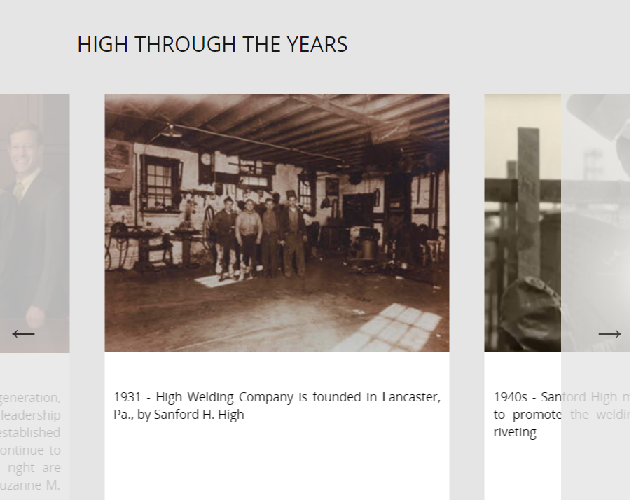 HIGH THROUGH THE YEARS
generation,
leadership
established
continue to
right are
Suzanne M.
1931 - High Welding Company is founded in Lancaster,
Pa., by Sanford H. High
1940s - Sanford High
to promote the
riveting